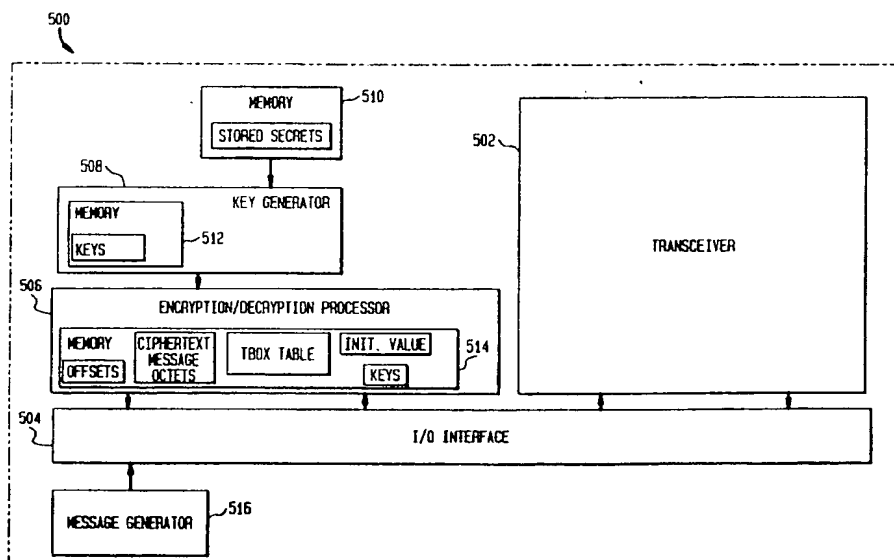 500
MEMORY
510
STORED SECRETS
502
508
KEY GENERATOR
MEMORY
512
KEYS
TRANSCEIVER
506
ENCRYPTION/DECRYPTION PROCESSOR
MEMORY
CIPHERTEXT
MESSAGE
OCTETS
TBOX TABLE
INIT. VALUE
514
OFFSETS
KEYS
504
I/O INTERFACE
MESSAGE GENERATOR
516